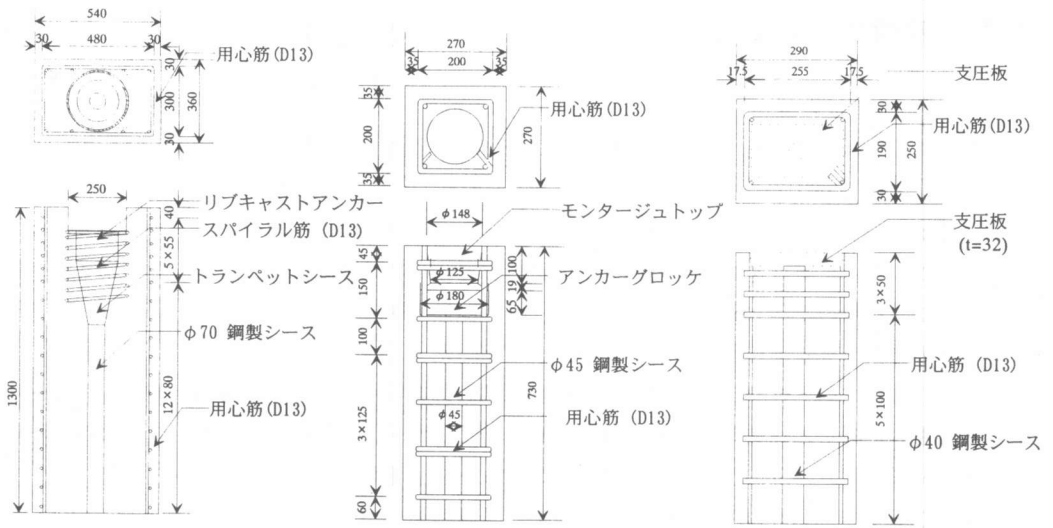 540
30
480
30
用心筋(D13)
30
300
30
360
250
リブキャストアンカー
スパイラル筋 (D13)
トランペットシース
φ70 鋼製シース
用心筋(D13)
40
5×55
12×80
1300
270
35
200
35
35
200
35
270
用心筋(D13)
φ148
モンタージュトップ
45
150
100
3×125
60
φ125
φ180
100
19
65
アンカーグロッケ
φ45 鋼製シース
φ45
用心筋 (D13)
730
290
17.5
255
17.5
支圧板
用心筋(D13)
30
190
30
250
支圧板
(t=32)
3×50
用心筋 (D13)
5×100
φ40 鋼製シース